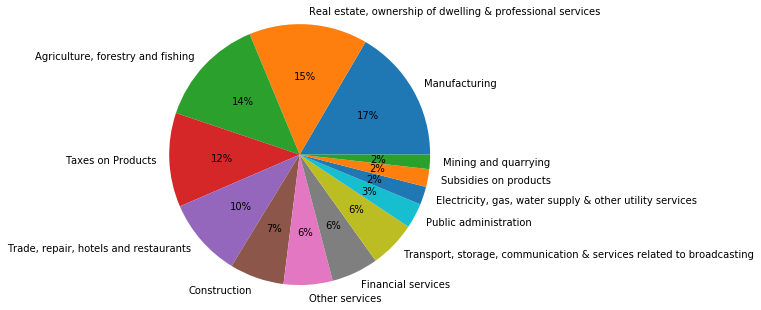 Real estate, ownership of dwelling & professional services
Agriculture, forestry and fishing
15%
Manufacturing
14%
17%
Taxes on Products
12%
2%
Mining and quarrying
2%
Subsidies on products
2%
3%
Electricity, gas, water supply & other utility services
10%
6%
Public administration
7%
6%
6%
Trade, repair, hotels and restaurants
Transport, storage, communication & services related to broadcasting
Construction
Financial services
Other services